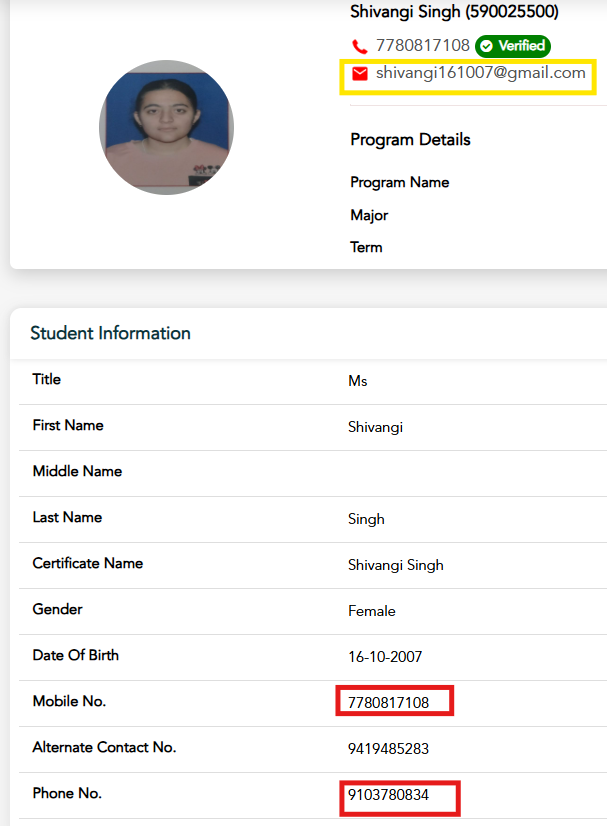 Shivangi Singh (590025500)
7780817108 Verified
shivangi161007@gmail.com
Program Details
Program Name
Major
Term
Student Information
Title Ms
First Name Shivangi
Middle Name
Last Name Singh
Certificate Name Shivangi Singh
Gender Female
Date Of Birth 16-10-2007
Mobile No. 7780817108
Alternate Contact No. 9419485283
Phone No. 9103780834